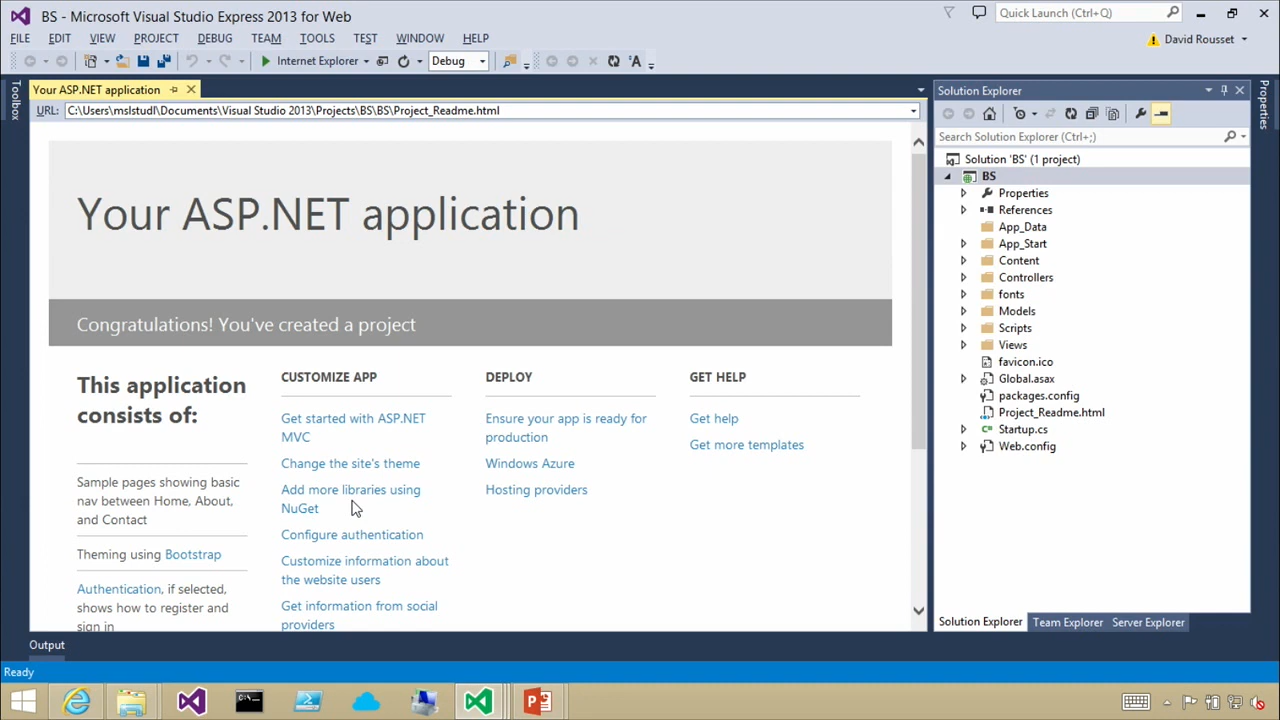 BS - Microsoft Visual Studio Express 2013 for Web
Quick Launch (Ctrl+Q)
FILE EDIT VIEW PROJECT DEBUG TEAM TOOLS TEST WINDOW HELP
David Rousset
Internet Explorer
Debug
Toolbox
Your ASP.NET application
URL: C:\Users\mslstudl\Documents\Visual Studio 2013\Projects\BS\BS\Project_Readme.html
Your ASP.NET application
Congratulations! You've created a project
This application
consists of:
Sample pages showing basic
nav between Home, About,
and Contact
Theming using Bootstrap
Authentication, if selected,
shows how to register and
sign in
CUSTOMIZE APP
Get started with ASP.NET
MVC
Change the site's theme
Add more libraries using
NuGet
Configure authentication
Customize information about
the website users
Get information from social
providers
DEPLOY
Ensure your app is ready for
production
Windows Azure
Hosting providers
GET HELP
Get help
Get more templates
Solution Explorer
Search Solution Explorer (Ctrl+;)
Solution 'BS' (1 project)
BS
Properties
References
App_Data
App_Start
Content
Controllers
fonts
Models
Scripts
Views
favicon.ico
Global.asax
packages.config
Project_Readme.html
Startup.cs
Web.config
Solution Explorer Team Explorer Server Explorer
Properties
Output
Ready